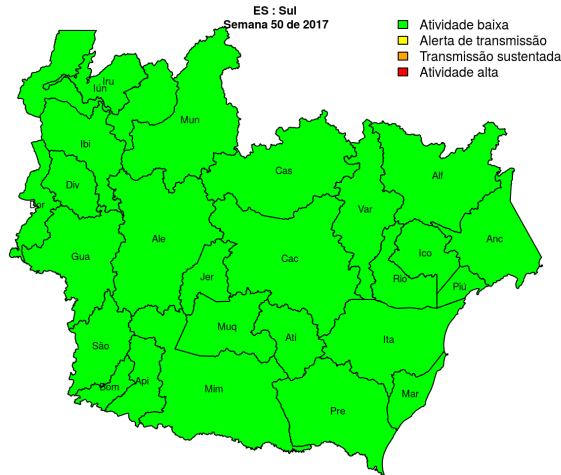 ES : Sul
Semana 50 de 2017
Atividade baixa
Alerta de transmissão
Transmissão sustentada
Atividade alta
Iru
Iún
Mun
Ibi
Cas
Alf
Div
Dor
Var
Ale
Anc
Ico
Gua
Cac
Jer
Rio
Piú
Muq
Ati
Ita
São
Api
Dom
Mim
Mar
Pre